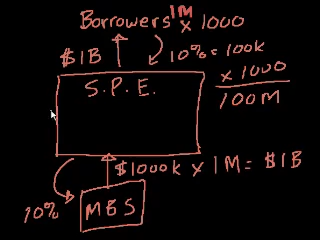 Borrowers 1M x 1000
$1B 10% = 100k
x 1000
100M
S.P.E.
$1000k x 1M = $1B
10% MBS